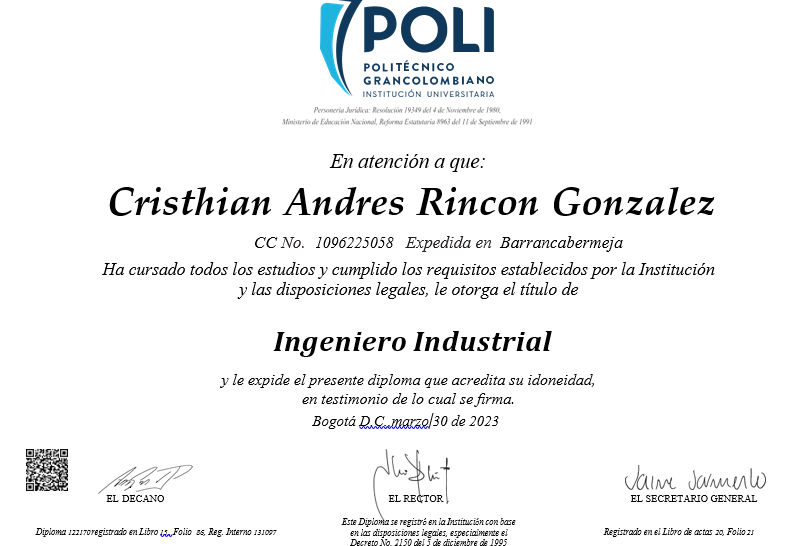 POLI
POLITÉCNICO
GRANCOLOMBIANO
INSTITUCIÓN UNIVERSITARIA
Personería Jurídica: Resolución 19349 del 4 de Noviembre de 1980,
Ministerio de Educación Nacional, Reforma Estatutaria 8963 del 11 de Septiembre de 1991
En atención a que:
Cristhian Andres Rincon Gonzalez
CC No. 1096225058 Expedida en Barrancabermeja
Ha cursado todos los estudios y cumplido los requisitos establecidos por la Institución
y las disposiciones legales, le otorga el título de
Ingeniero Industrial
y le expide el presente diploma que acredita su idoneidad,
en testimonio de lo cual se firma.
Bogotá D.C. marzo/30 de 2023
Jaime Sarmiento
EL DECANO
EL RECTOR
EL SECRETARIO GENERAL
Diploma 122170registrado en Libro 15, Folio 86, Reg. Interno 131097
Este Diploma se registró en la Institución con base
en las disposiciones legales, especialmente el
Decreto No. 2150 del 5 de diciembre de 1995
Registrado en el Libro de actas 20, Folio 21